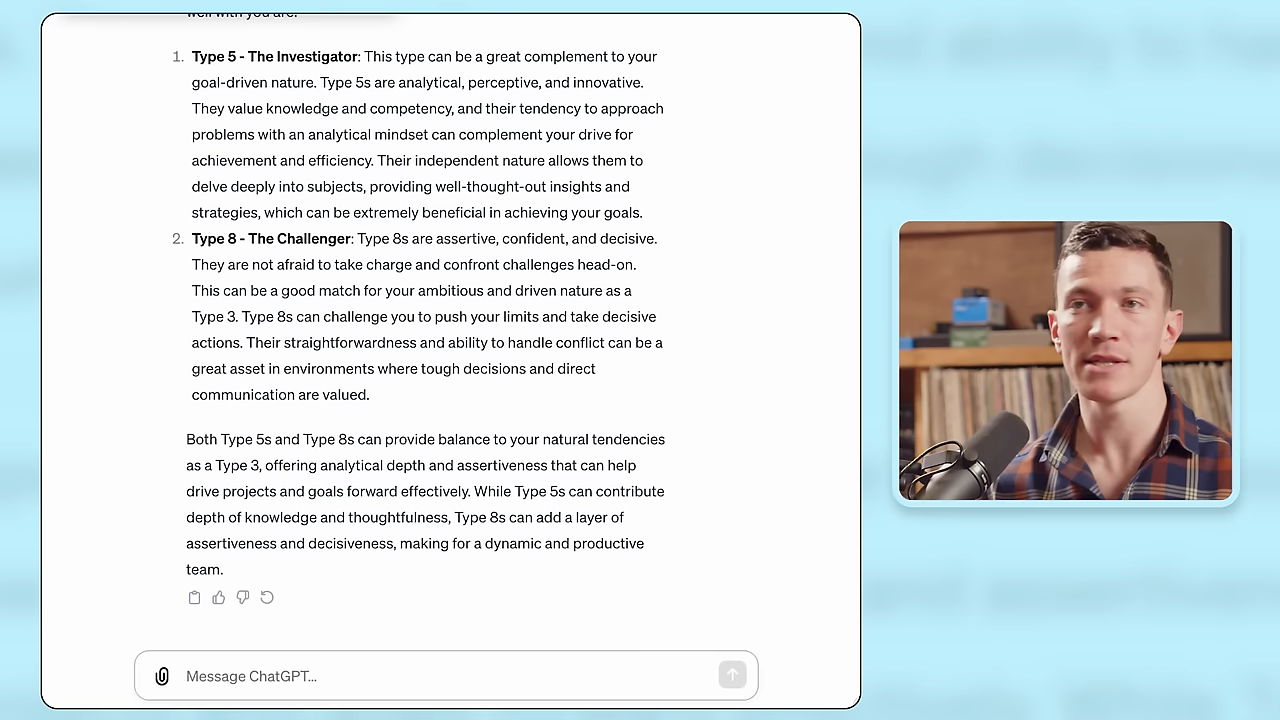 well with you are:
1. Type 5 - The Investigator: This type can be a great complement to your
goal-driven nature. Type 5s are analytical, perceptive, and innovative.
They value knowledge and competency, and their tendency to approach
problems with an analytical mindset can complement your drive for
achievement and efficiency. Their independent nature allows them to
delve deeply into subjects, providing well-thought-out insights and
strategies, which can be extremely beneficial in achieving your goals.
2. Type 8 - The Challenger: Type 8s are assertive, confident, and decisive.
They are not afraid to take charge and confront challenges head-on.
This can be a good match for your ambitious and driven nature as a
Type 3. Type 8s can challenge you to push your limits and take decisive
actions. Their straightforwardness and ability to handle conflict can be a
great asset in environments where tough decisions and direct
communication are valued.
Both Type 5s and Type 8s can provide balance to your natural tendencies
as a Type 3, offering analytical depth and assertiveness that can help
drive projects and goals forward effectively. While Type 5s can contribute
depth of knowledge and thoughtfulness, Type 8s can add a layer of
assertiveness and decisiveness, making for a dynamic and productive
team.
Message ChatGPT...